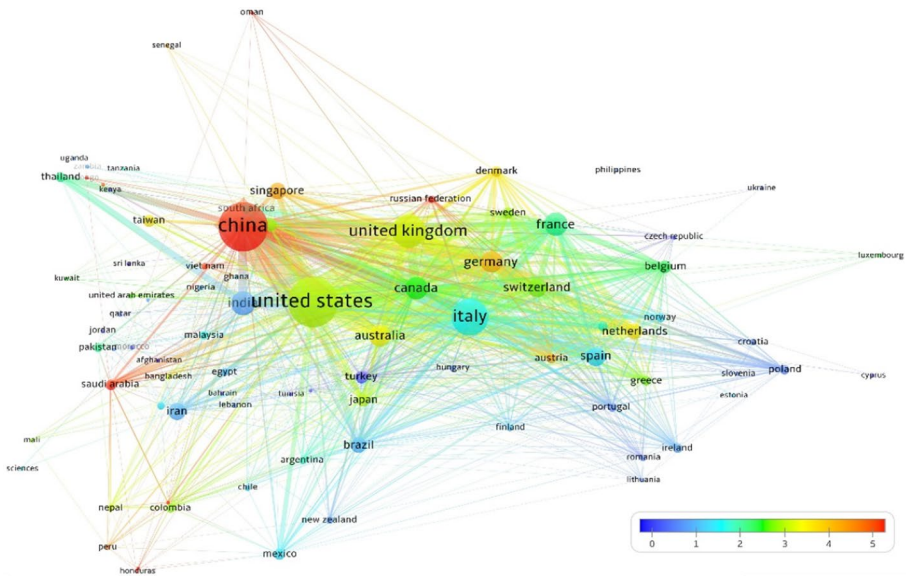 oman
senegal
uganda
zambia
tanzania
thailand
kenya
singapore
denmark
philippines
ukraine
russian federation
south africa
taiwan
china
united kingdom
sweden
france
czech republic
luxembourg
sri lanka
vietnam
germany
belgium
kuwait
ghana
nigeria
canada
switzerland
united arab emirates
india
united states
qatar
italy
norway
jordan
malaysia
australia
netherlands
pakistan
morocco
croatia
afghanistan
austria
spain
bangladesh
egypt
turkey
hungary
slovenia
poland
cyprus
saudi arabia
bahrain
tunisia
japan
greece
estonia
iran
lebanon
portugal
mali
brazil
finland
sciences
argentina
ireland
romania
chile
lithuania
nepal
colombia
new zealand
peru
mexico
honduras
0 1 2 3 4 5